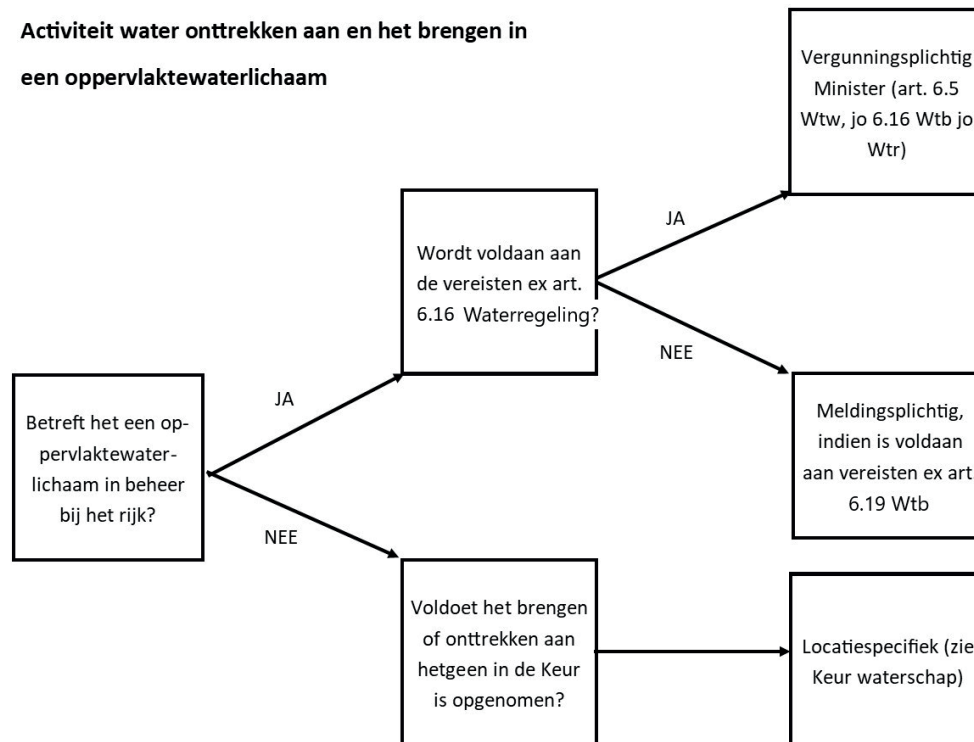 Activiteit water onttrekken aan en het brengen in
een oppervlaktewaterlichaam
Betreft het een op-
pervlaktewater-
lichaam in beheer
bij het rijk?
JA
NEE
Wordt voldaan aan
de vereisten ex art.
6.16 Waterregeling?
JA
NEE
Vergunningsplichtig
Minister (art. 6.5
Wtw, jo 6.16 Wtb jo
Wtr)
Meldingsplichtig,
indien is voldaan
aan vereisten ex art.
6.19 Wtb
Voldoet het brengen
of onttrekken aan
hetgeen in de Keur
is opgenomen?
Locatiespecifiek (zie
Keur waterschap)